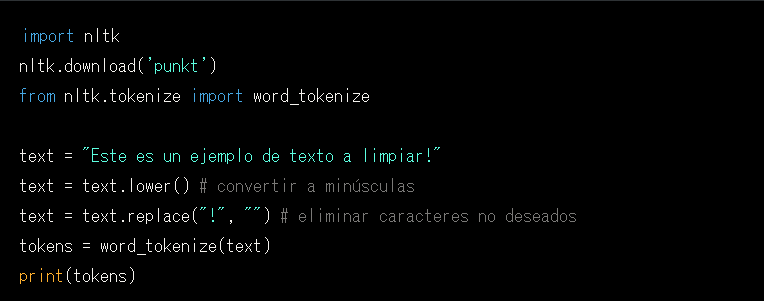 import nltk
nltk.download('punkt')
from nltk.tokenize import word_tokenize
text = "Este es un ejemplo de texto a limpiar!"
text = text.lower() # convertir a minúsculas
text = text.replace("!", "") # eliminar caracteres no deseados
tokens = word_tokenize(text)
print(tokens)